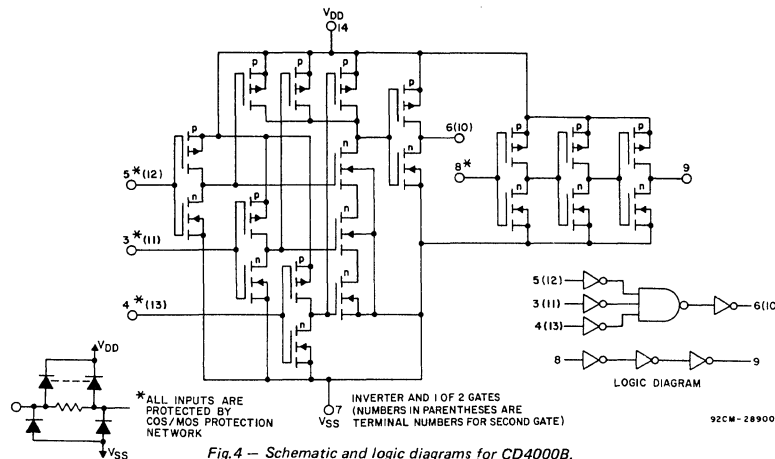 VDD
14
p
p
p
p
p
6(10)
p
p
p
n
n
8*
9
5*(12)
n
n
n
n
p
n
3*(11)
n
p
n
4*(13)
n
5(12)
3(11)
6(10)
4(13)
8
9
LOGIC DIAGRAM
VDD
VSS
*ALL INPUTS ARE
PROTECTED BY
COS/MOS PROTECTION
NETWORK
7
VSS
INVERTER AND 1 OF 2 GATES
(NUMBERS IN PARENTHESES ARE
TERMINAL NUMBERS FOR SECOND GATE)
92CM-28900
Fig.4 — Schematic and logic diagrams for CD4000B.